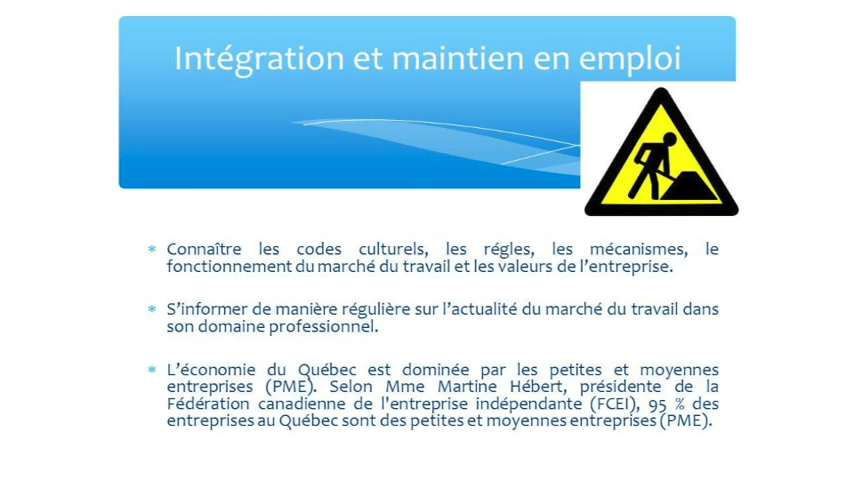 Intégration et maintien en emploi
* Connaître les codes culturels, les régles, les mécanismes, le
fonctionnement du marché du travail et les valeurs de l'entreprise.
* S'informer de manière régulière sur l'actualité du marché du travail dans
son domaine professionnel.
* L'économie du Québec est dominée par les petites et moyennes
entreprises (PME). Selon Mme Martine Hébert, présidente de la
Fédération canadienne de l'entreprise indépendante (FCEI), 95 % des
entreprises au Québec sont des petites et moyennes entreprises (PME).